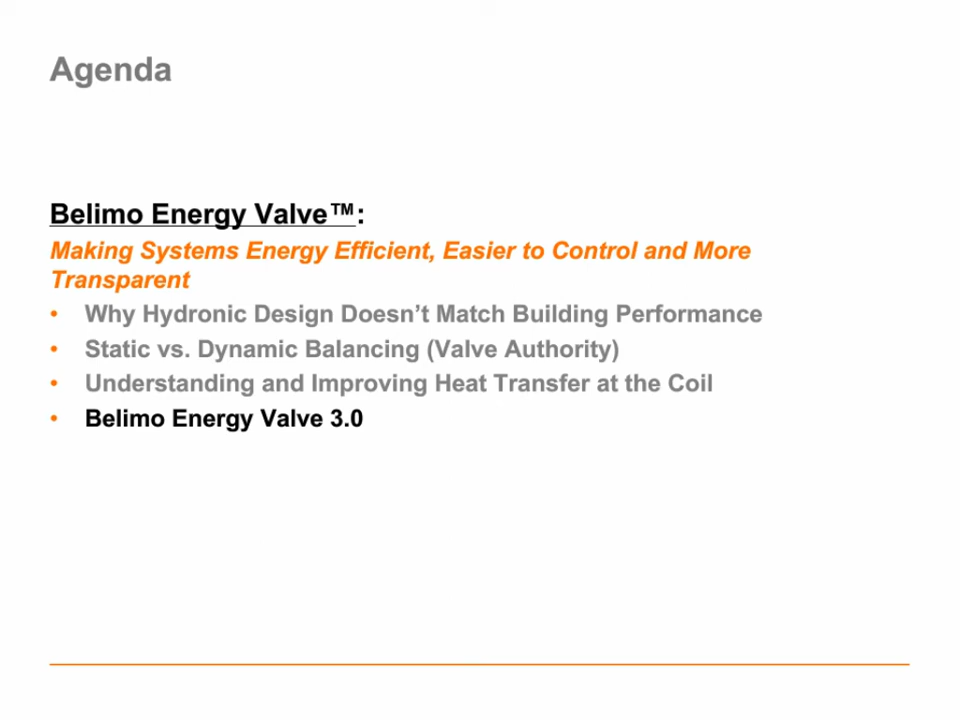 Agenda
Belimo Energy Valve™:
Making Systems Energy Efficient, Easier to Control and More
Transparent
• Why Hydronic Design Doesn’t Match Building Performance
• Static vs. Dynamic Balancing (Valve Authority)
• Understanding and Improving Heat Transfer at the Coil
• Belimo Energy Valve 3.0